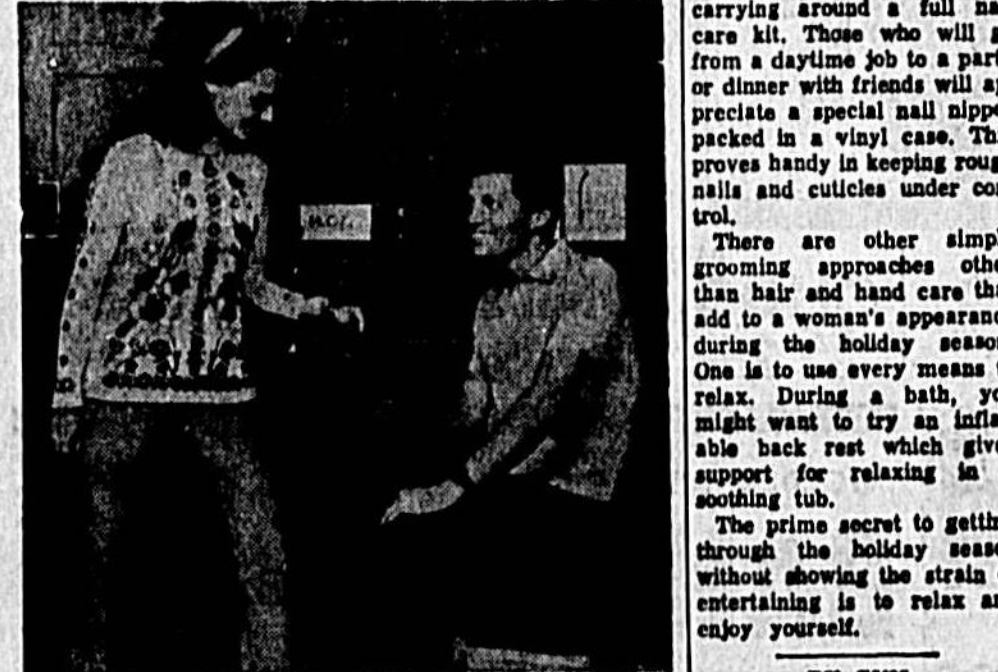 carrying around a full na
care kit. Those who will g
from a daytime job to a part
or dinner with friends will ap
preciate a special nail nippe
packed in a vinyl case. Thi
proves handy in keeping roug
nails and cuticles under con
trol.
There are other simpl
grooming approaches othe
than hair and hand care tha
add to a woman's appearanc
during the holiday season
One is to use every means t
relax. During a bath, yo
might want to try an infla
able back rest which give
support for relaxing in
soothing tub.
The prime secret to gettin
through the holiday seaso
without showing the strain o
entertaining is to relax an
enjoy yourself.